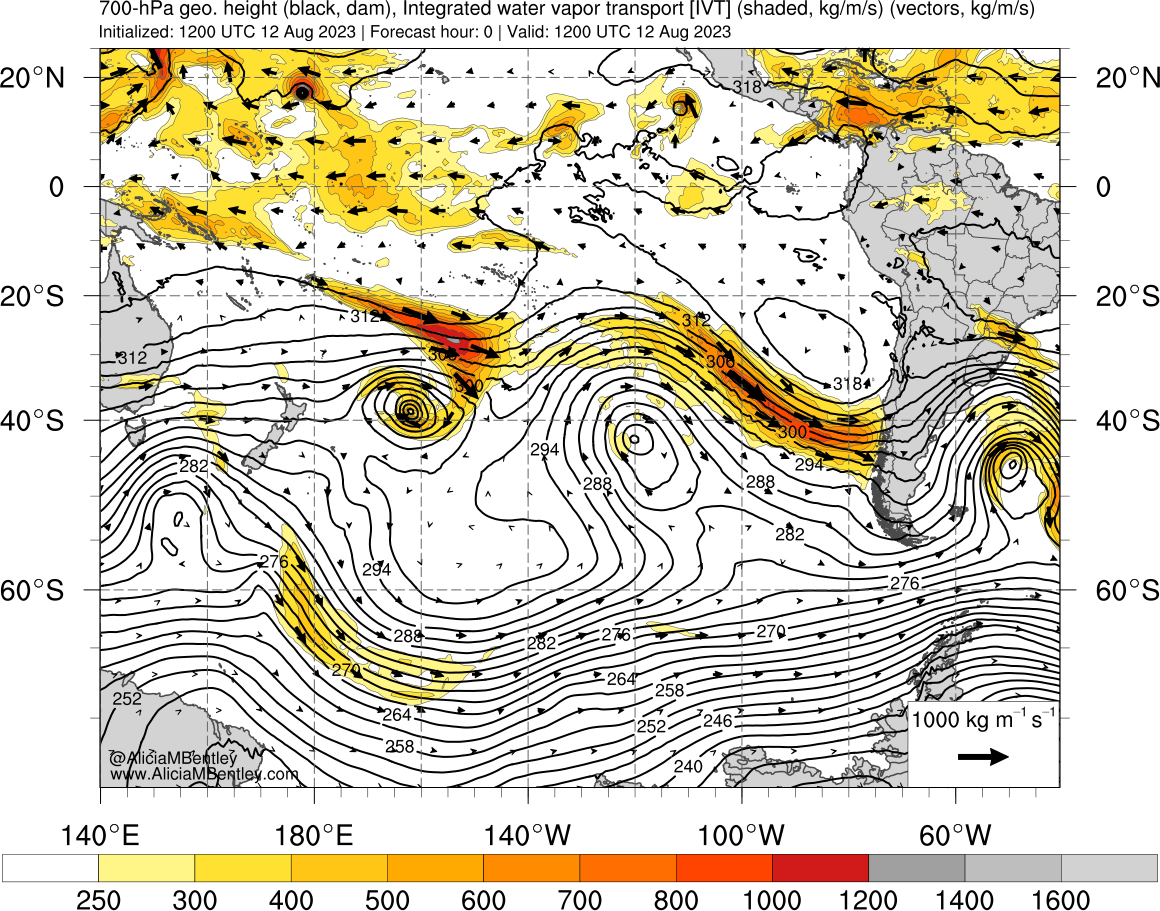 700-hPa geo. height (black, dam), Integrated water vapor transport [IVT] (shaded, kg/m/s) (vectors, kg/m/s)
Initialized: 1200 UTC 12 Aug 2023 | Forecast hour: 0 | Valid: 1200 UTC 12 Aug 2023
20°N 318 20°N
0 0
20°S 20°S
312 312
312 306 306
300 318
40°S 300 40°S
294 294
282 288 288
282
276 294 276
60°S 60°S
288 282 276 270
270 264
252 264 258
252 246
258
240
1000 kg m⁻¹ s⁻¹
@AliciaMBentley
www.AliciaMBentley.com
140°E 180°E 140°W 100°W 60°W
250 300 400 500 600 700 800 1000 1200 1400 1600